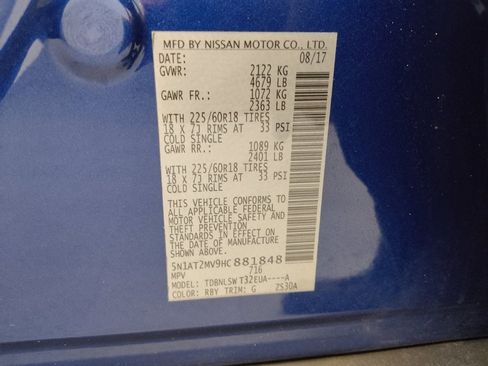 MFD BY NISSAN MOTOR CO., LTD.
DATE: 08/17
GVWR: 2122 KG
4679 LB
GAWR FR.: 1072 KG
2363 LB
WITH 225/60R18 TIRES
18 X 7J RIMS AT 33 PSI
COLD SINGLE
GAWR RR.: 1089 KG
2401 LB
WITH 225/60R18 TIRES
18 X 7J RIMS AT 33 PSI
COLD SINGLE
THIS VEHICLE CONFORMS TO
ALL APPLICABLE FEDERAL
MOTOR VEHICLE SAFETY AND
THEFT PREVENTION
STANDARDS IN EFFECT ON
THE DATE OF MANUFACTURE
SHOWN ABOVE.
5N1AT2MV9HC881848
MPV 716
MODEL: TDBNLSW T32EUA----A
COLOR: RBY TRIM: G ZS30A